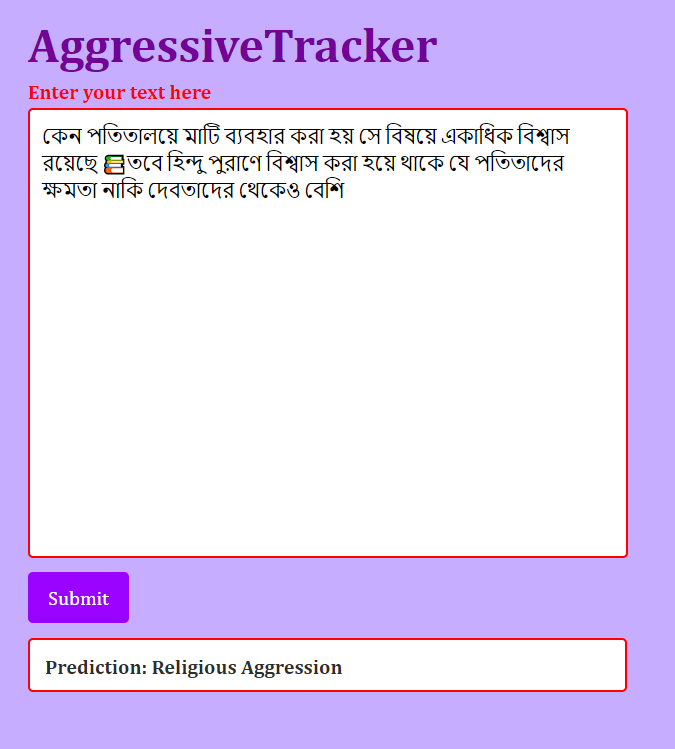 AggressiveTracker
Enter your text here
কেন পতিতালয়ে মাটি ব্যবহার করা হয় সে বিষয়ে একাধিক বিশ্বাস
রয়েছে 📚তবে হিন্দু পুরাণে বিশ্বাস করা হয়ে থাকে যে পতিতাদের
ক্ষমতা নাকি দেবতাদের থেকেও বেশি
Submit
Prediction: Religious Aggression